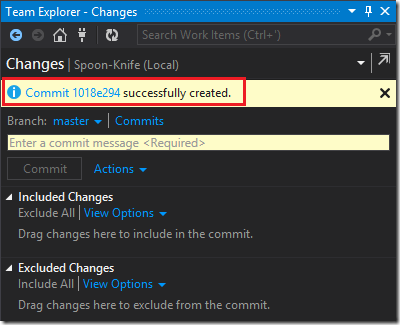 Team Explorer - Changes
Search Work Items (Ctrl+')
Changes | Spoon-Knife (Local)
Commit 1018e294 successfully created.
Branch: master | Commits
Enter a commit message <Required>
Commit Actions
Included Changes
Exclude All | View Options
Drag changes here to include in the commit.
Excluded Changes
Include All | View Options
Drag changes here to exclude from the commit.